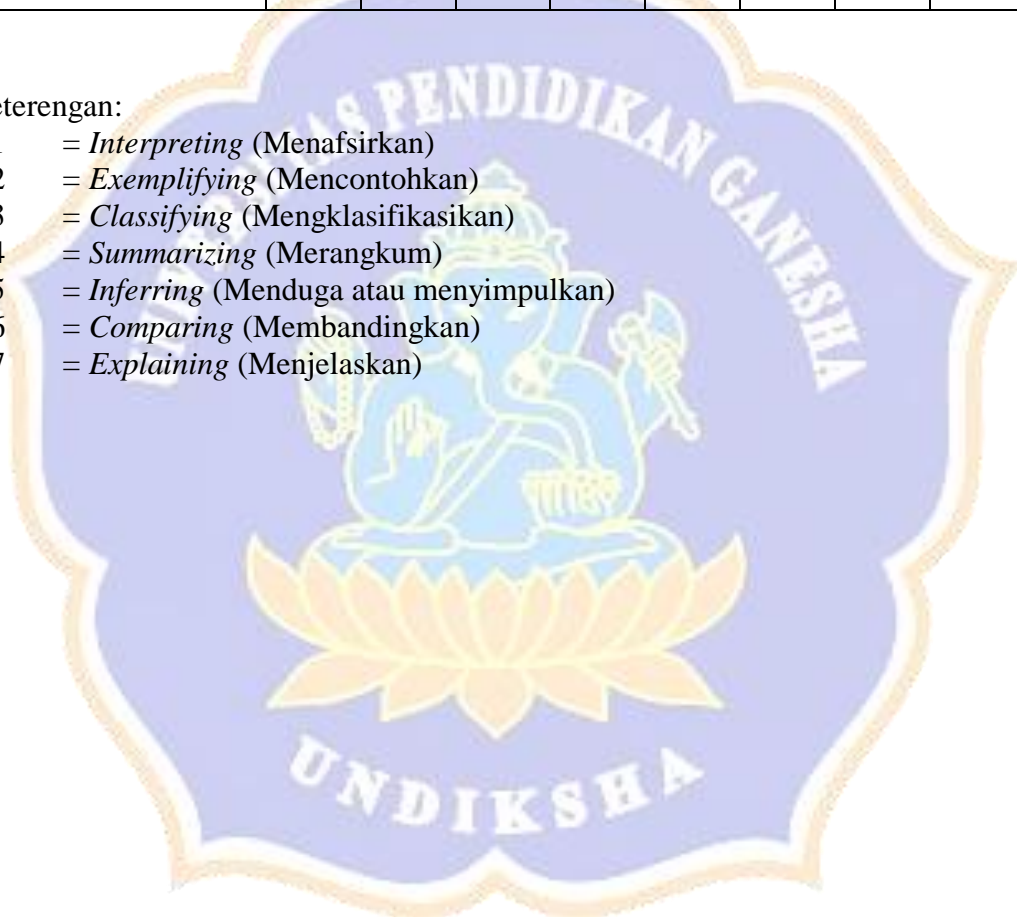 eterengan:
1 = Interpreting (Menafsirkan)
2 = Exemplifying (Mencontohkan)
3 = Classifying (Mengklasifikasikan)
4 = Summarizing (Merangkum)
5 = Inferring (Menduga atau menyimpulkan)
6 = Comparing (Membandingkan)
7 = Explaining (Menjelaskan)
UNIVERSITAS PENDIDIKAN GANESHA
UNDIKSHA